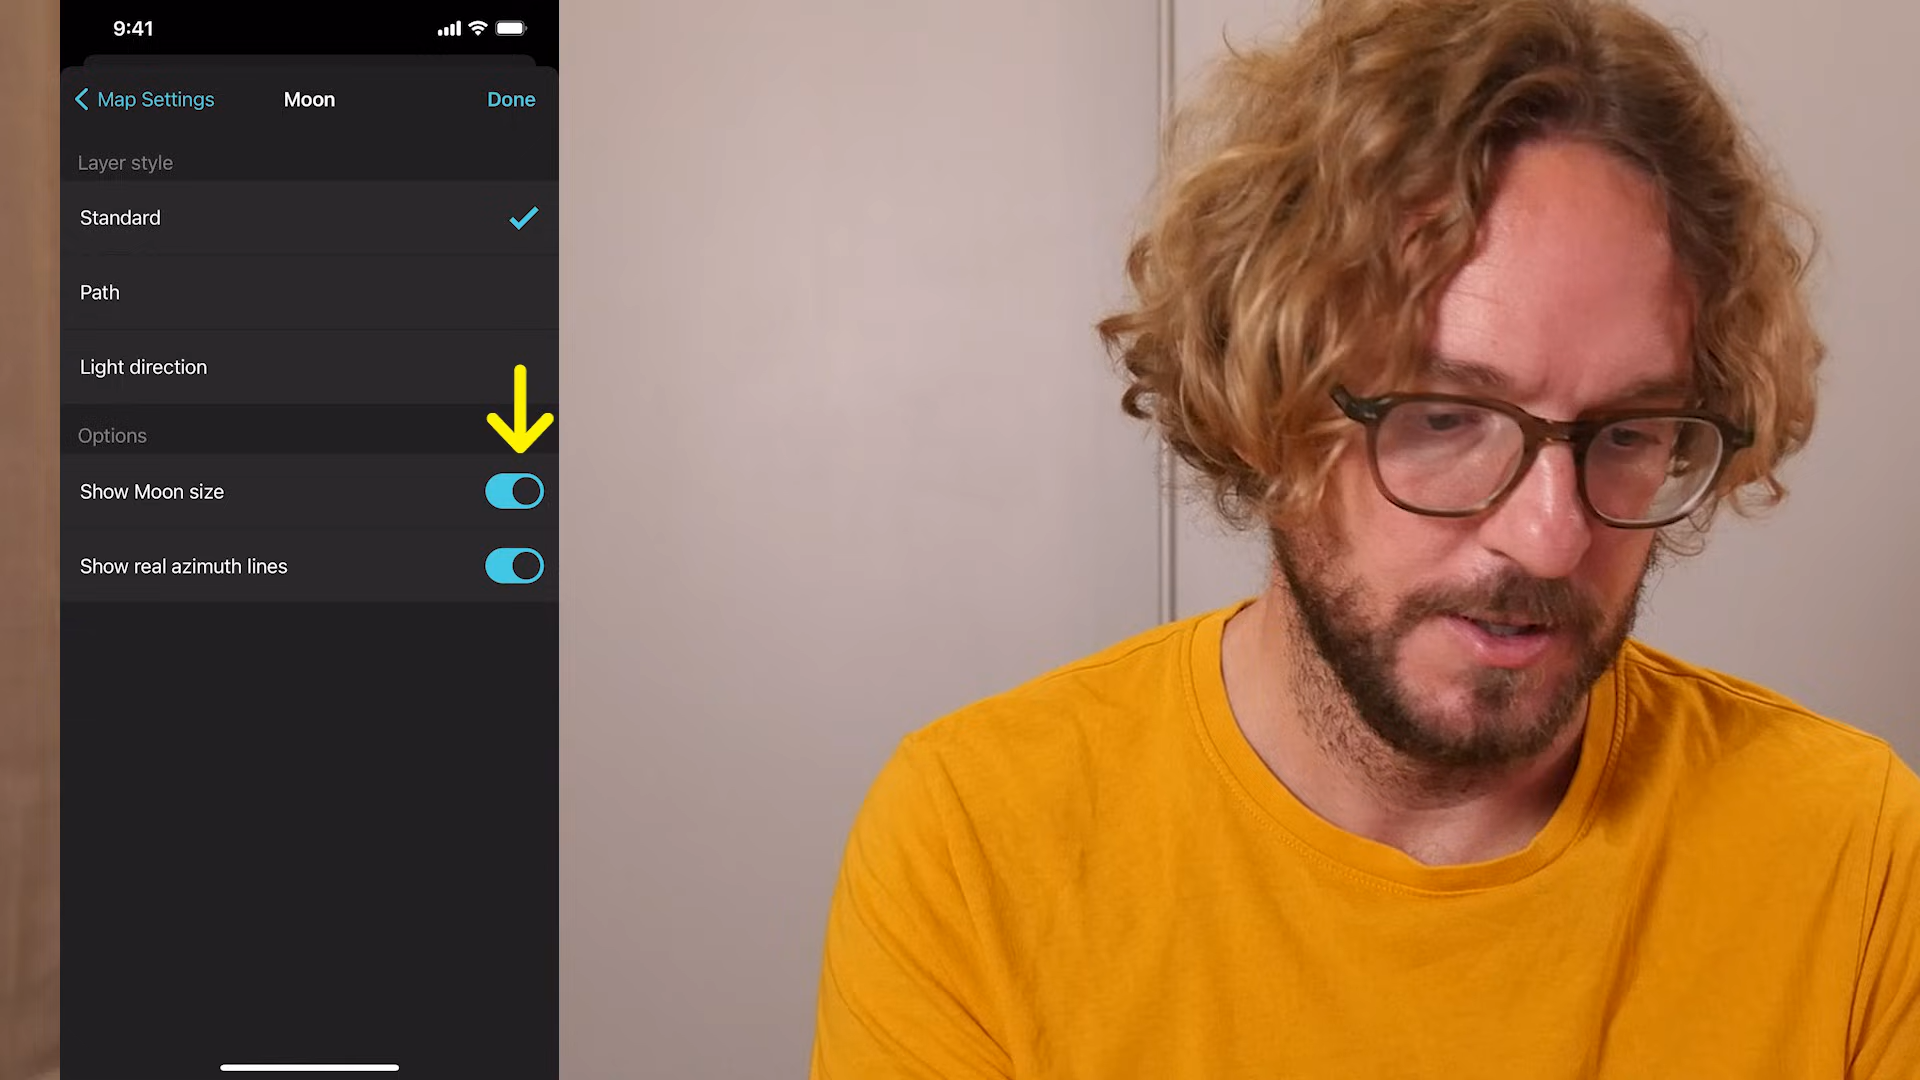 9:41
Map Settings
Moon
Done
Layer style
Standard
Path
Light direction
Options
Show Moon size
Show real azimuth lines